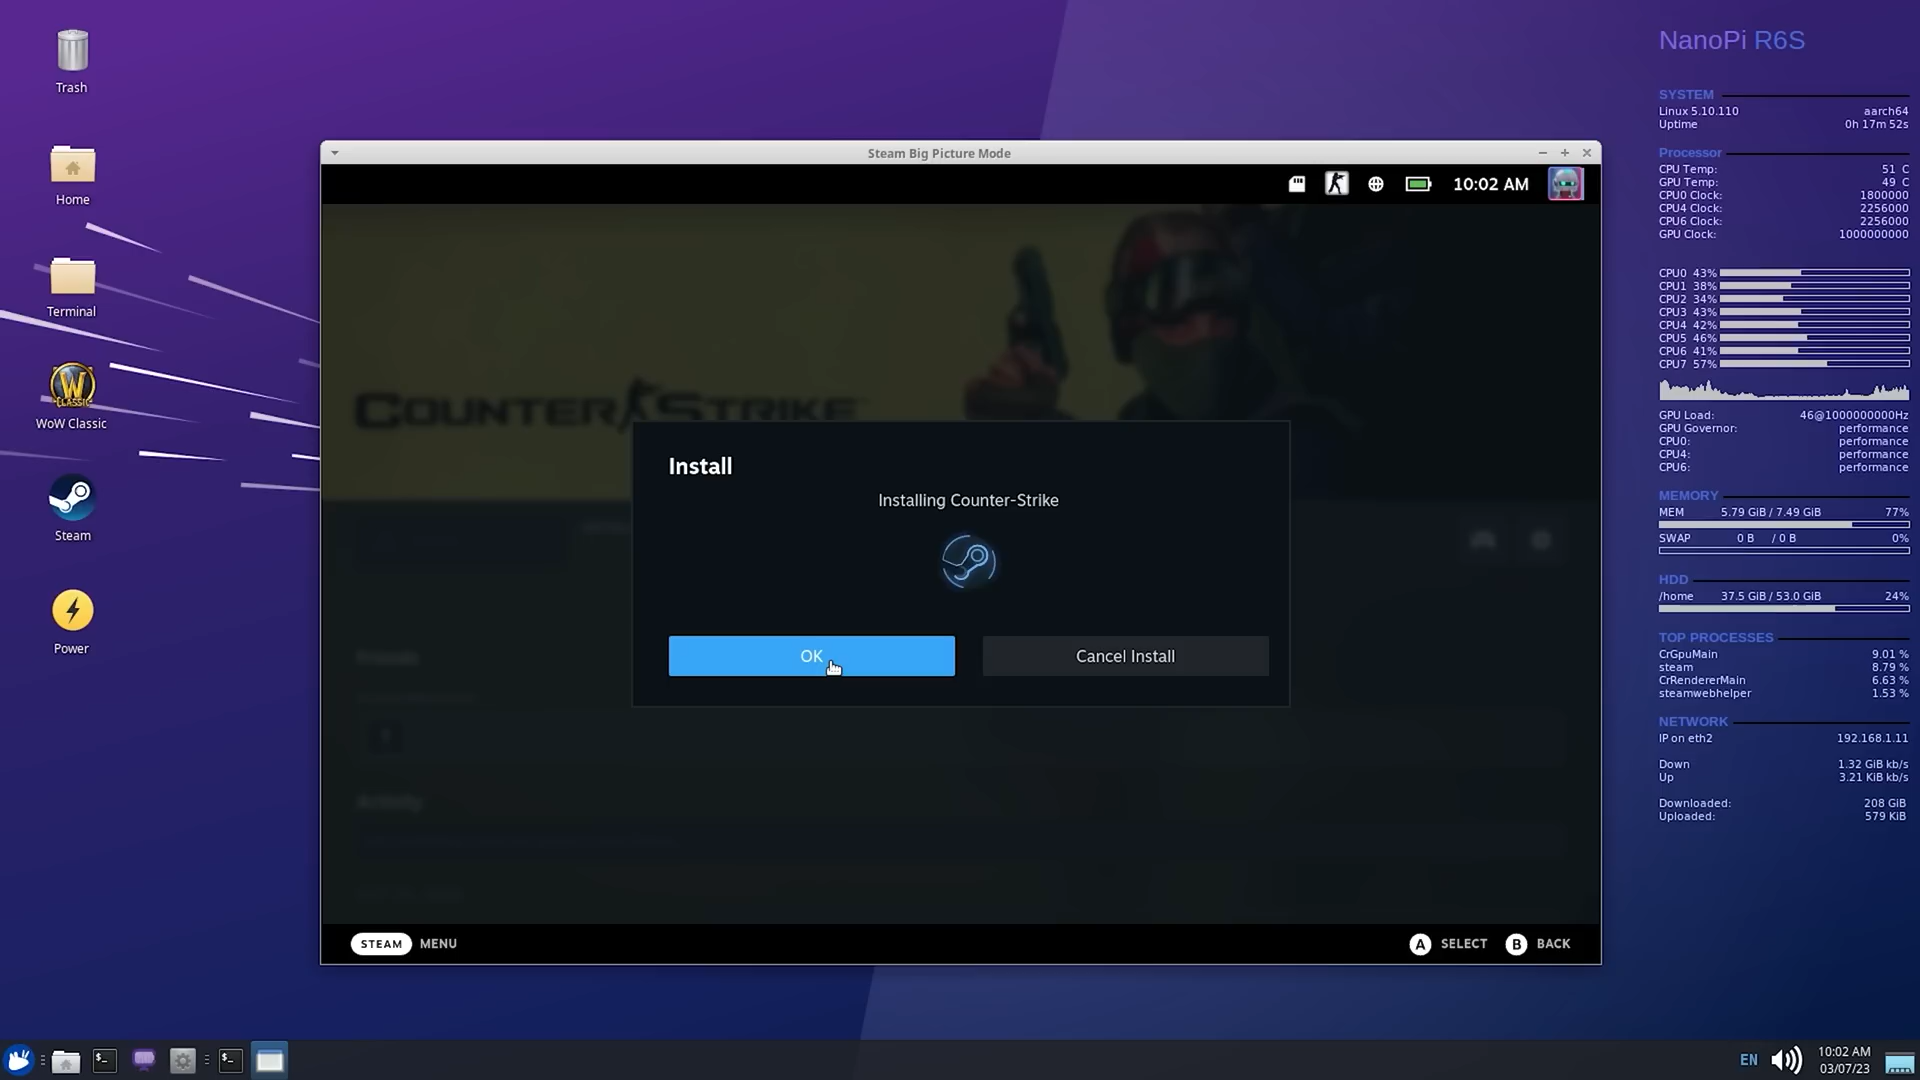 Trash
Home
Terminal
WoW Classic
Steam
Power
Steam Big Picture Mode
10:02 AM
COUNTER STRIKE
Install
Installing Counter-Strike
OK
Cancel Install
Friends
Activity
STEAM MENU
A SELECT B BACK
NanoPi R6S
SYSTEM
Linux 5.10.110 aarch64
Uptime 0h 17m 52s
Processor
CPU Temp: 51 C
GPU Temp: 49 C
CPU0 Clock: 1800000
CPU4 Clock: 2256000
CPU6 Clock: 2256000
GPU Clock: 1000000000
CPU0 43%
CPU1 38%
CPU2 34%
CPU3 43%
CPU4 42%
CPU5 46%
CPU6 41%
CPU7 57%
GPU Load: 46@1000000000Hz
GPU Governor: performance
CPU0: performance
CPU4: performance
CPU6: performance
MEMORY
MEM 5.79 GiB / 7.49 GiB 77%
SWAP 0 B / 0 B 0%
HDD
/home 37.5 GiB / 53.0 GiB 24%
TOP PROCESSES
CrGpuMain 9.01 %
steam 8.79 %
CrRendererMain 6.63 %
steamwebhelper 1.53 %
NETWORK
IP on eth2 192.168.1.11
Down 1.32 GiB kb/s
Up 3.21 KiB kb/s
Downloaded: 208 GiB
Uploaded: 579 KiB
EN
10:02 AM
03/07/23